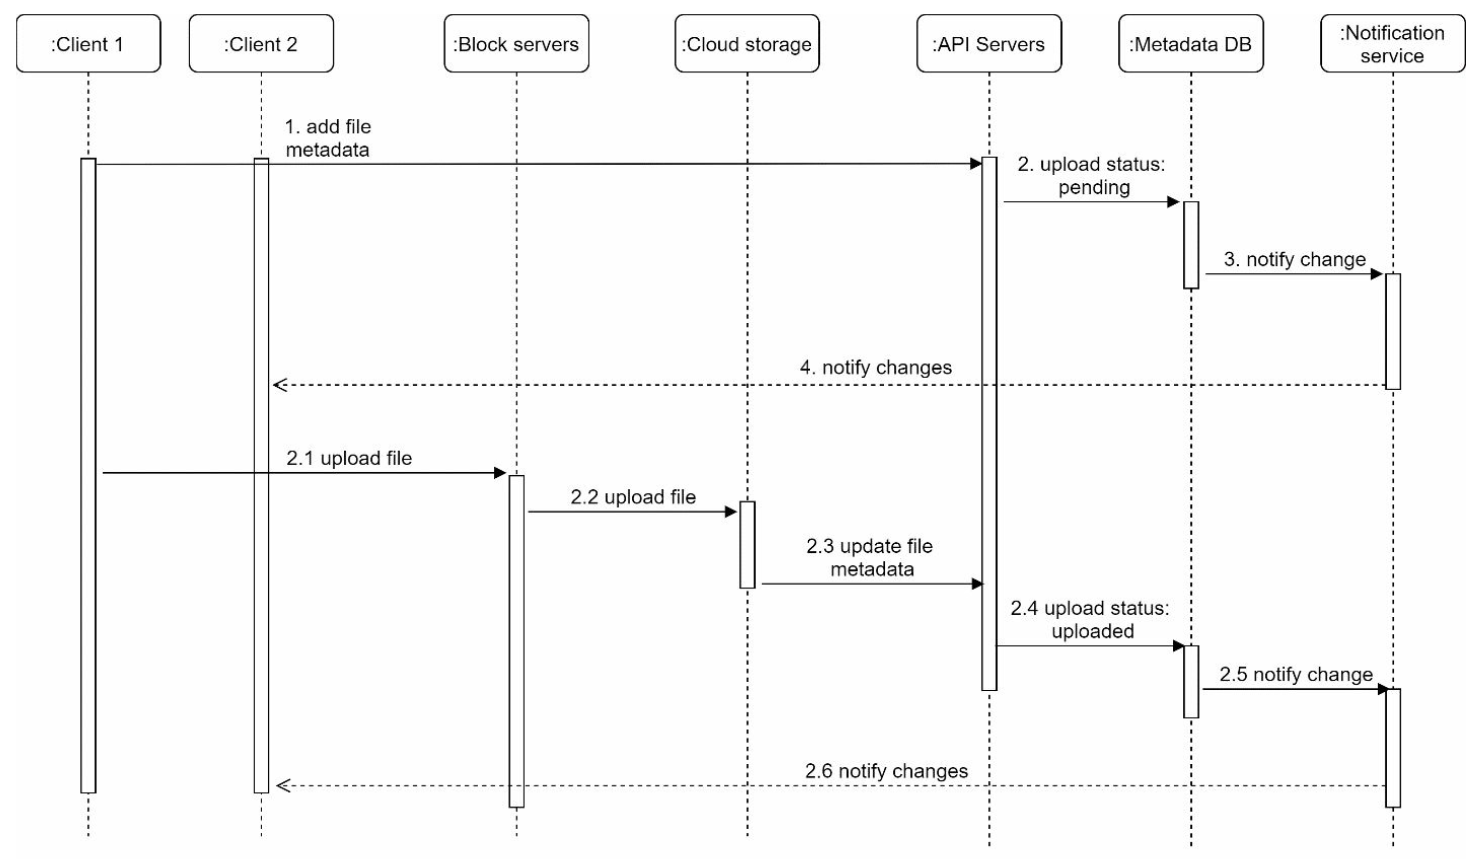 :Client 1
:Client 2
:Block servers
:Cloud storage
:API Servers
:Metadata DB
:Notification
service
1. add file
metadata
2. upload status:
pending
3. notify change
4. notify changes
2.1 upload file
2.2 upload file
2.3 update file
metadata
2.4 upload status:
uploaded
2.5 notify change
2.6 notify changes